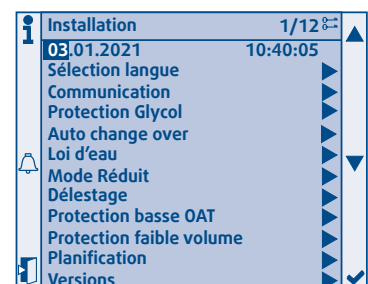 Installation 1/12
03.01.2021 10:40:05
Sélection langue
Communication
Protection Glycol
Auto change over
Loi d'eau
Mode Réduit
Délestage
Protection basse OAT
Protection faible volume
Planification
Versions